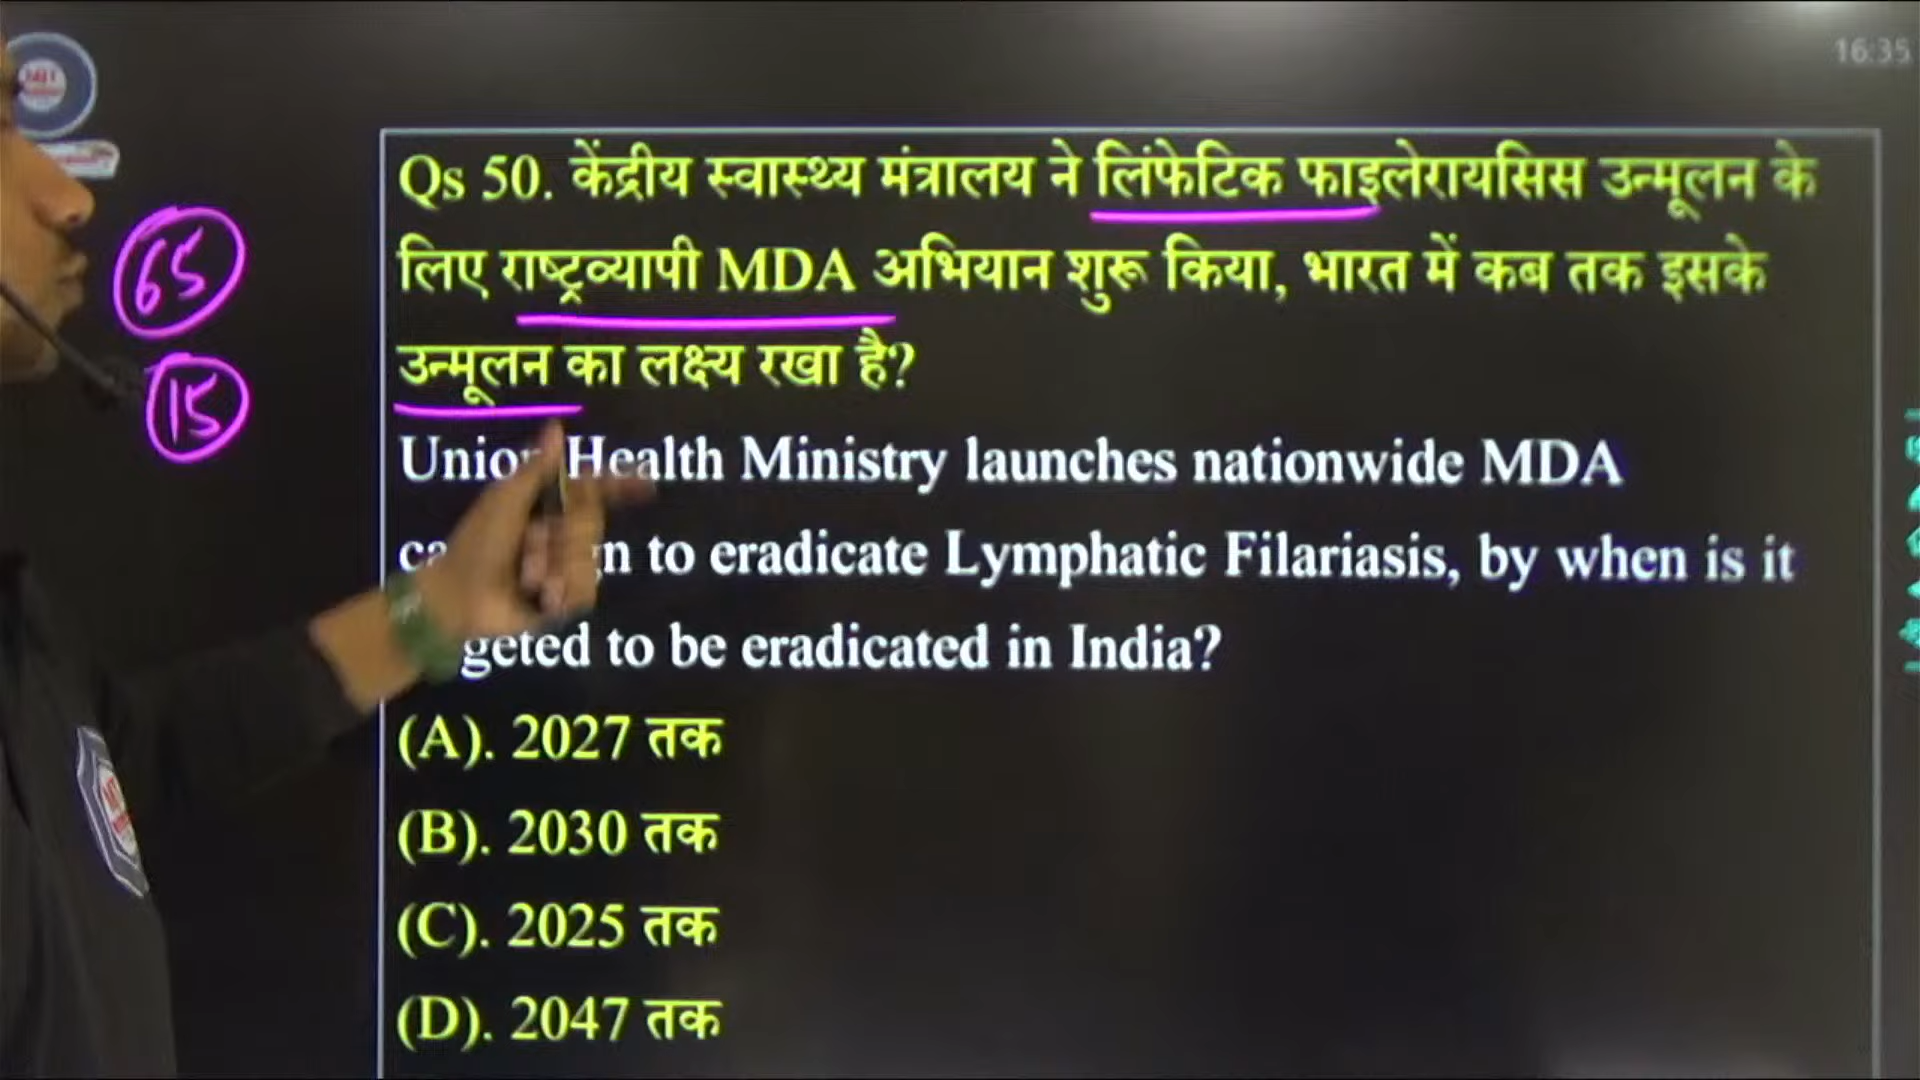 16:35
65
15
Qs 50. केंद्रीय स्वास्थ्य मंत्रालय ने लिंफेटिक फाइलेरायसिस उन्मूलन के
लिए राष्ट्रव्यापी MDA अभियान शुरू किया, भारत में कब तक इसके
उन्मूलन का लक्ष्य रखा है?
Health Ministry launches nationwide MDA
to eradicate Lymphatic Filariasis, by when is it
to be eradicated in India?
(A). 2027 तक
(B). 2030 तक
(C). 2025 तक
(D). 2047 तक